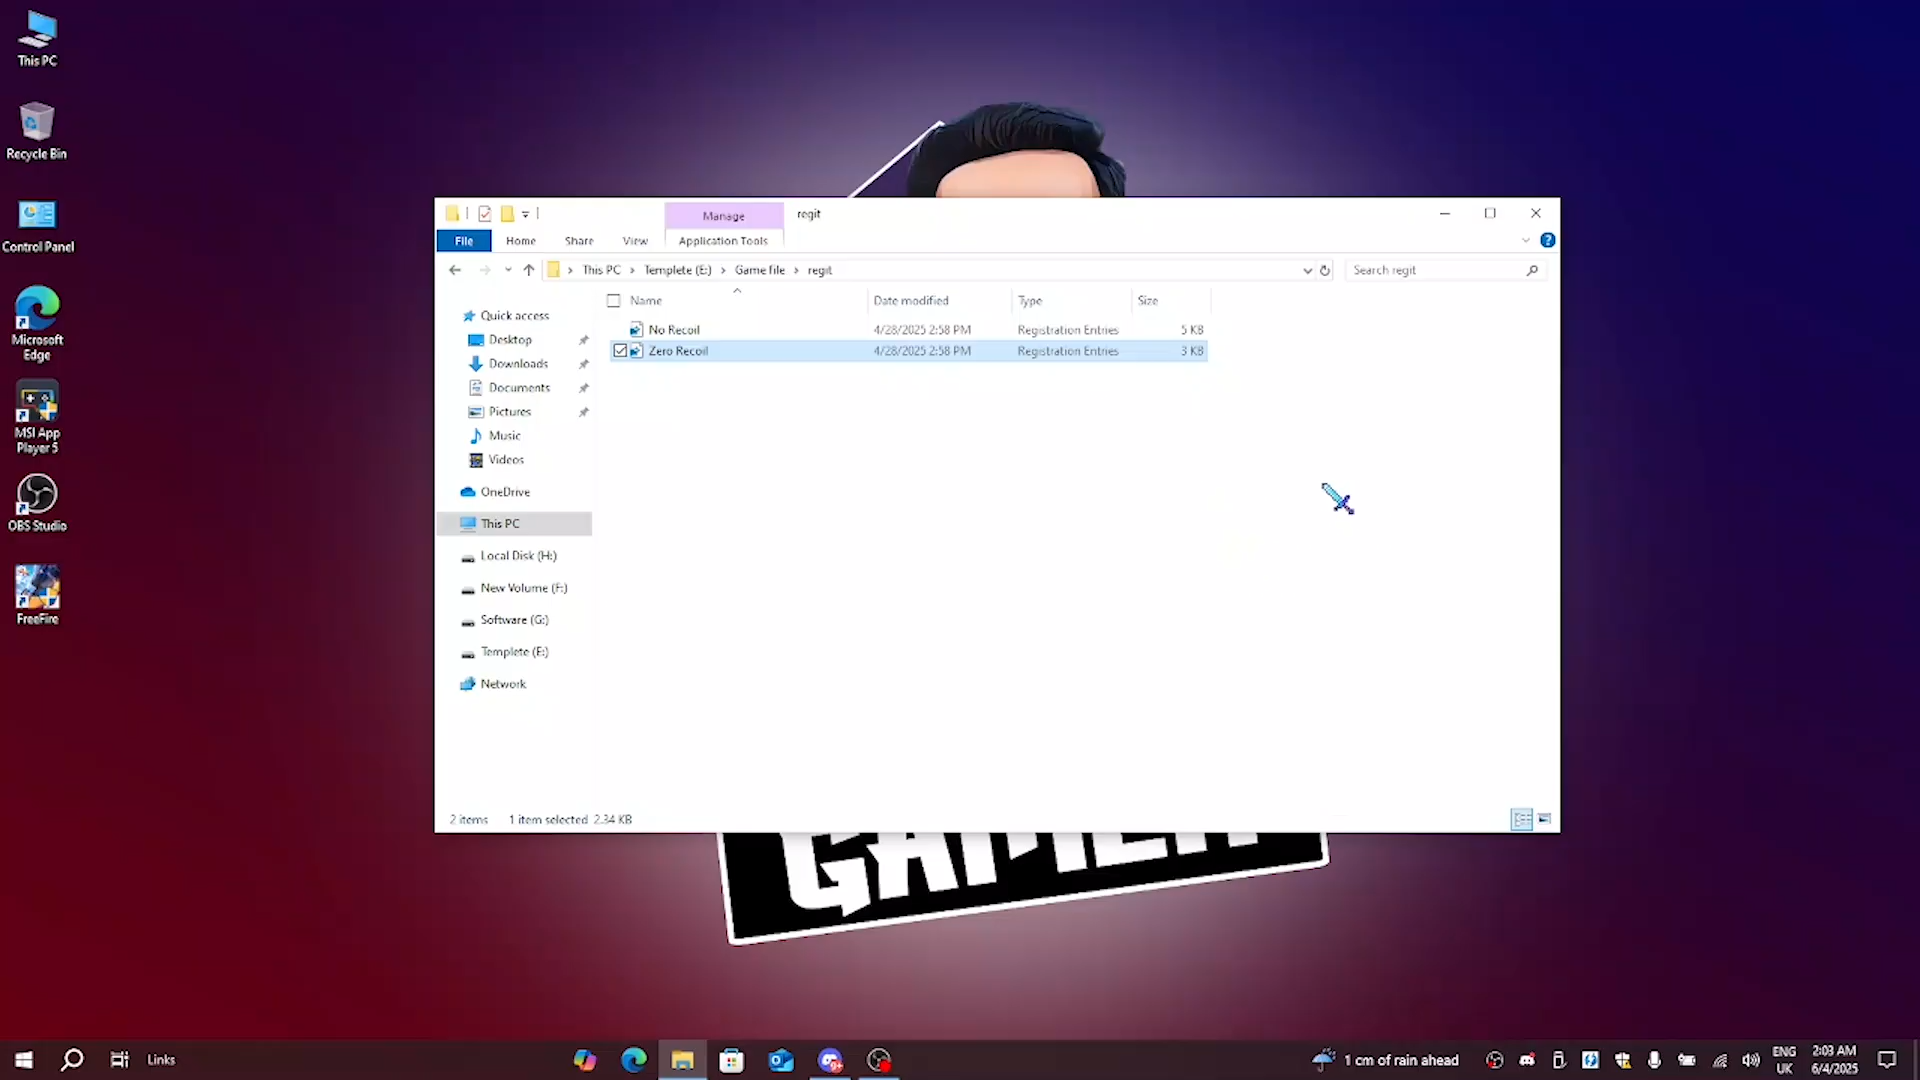 This PC
Recycle Bin
Control Panel
Microsoft
Edge
MSI App
Player 5
OBS Studio
FreeFire
Manage
regit
File
Home
Share
View
Application Tools
This PC
Templete (E:)
Game file
regit
Search regit
Name
Date modified
Type
Size
No Recoil
4/28/2025 2:58 PM
Registration Entries
5 KB
Zero Recoil
4/28/2025 2:58 PM
Registration Entries
3 KB
Quick access
Desktop
Downloads
Documents
Pictures
Music
Videos
OneDrive
This PC
Local Disk (H:)
New Volume (F:)
Software (G:)
Templete (E:)
Network
2 items
1 item selected 2.34 KB
GAMER
Links
1 cm of rain ahead
ENG
UK
2:03 AM
6/4/2025